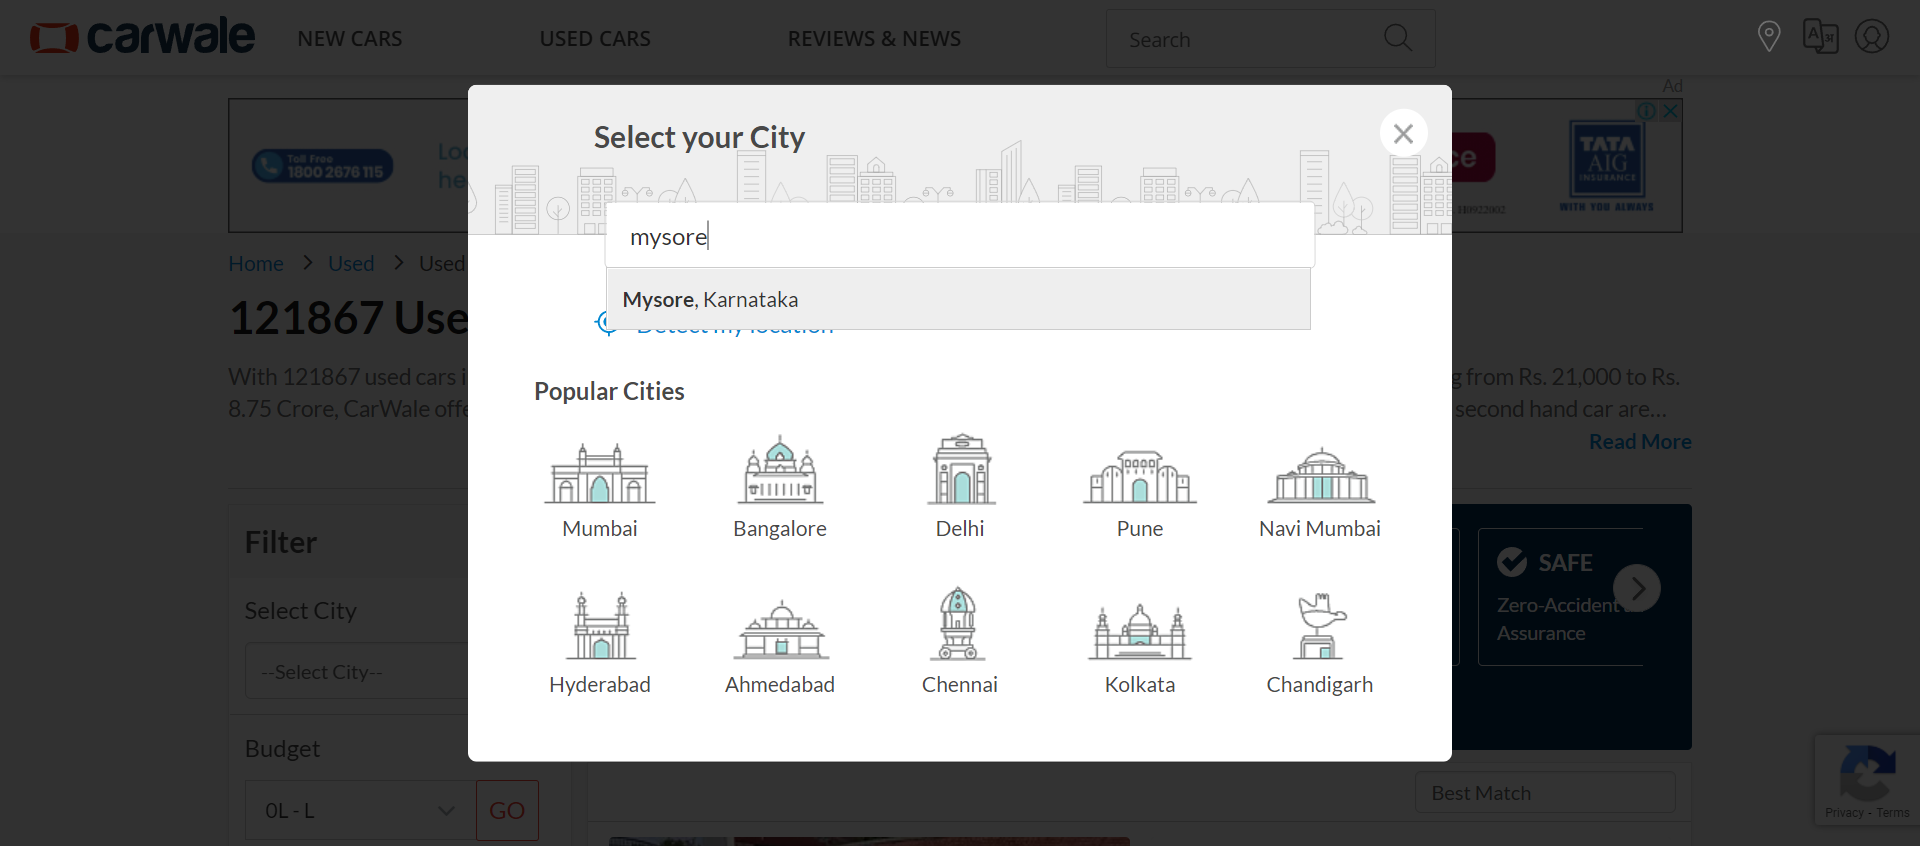 carwale
NEW CARS
USED CARS
REVIEWS & NEWS
Search
Ad
Toll Free
1800 2676 115
TATA
AIG
INSURANCE
WITH YOU ALWAYS
Select your City
mysore
Mysore, Karnataka
Detect my location
Home
Used
Used
121867 Use
With 121867 used cars
8.75 Crore, CarWale offe
g from Rs. 21,000 to Rs.
second hand car are...
Read More
Popular Cities
Mumbai
Bangalore
Delhi
Pune
Navi Mumbai
Hyderabad
Ahmedabad
Chennai
Kolkata
Chandigarh
Filter
Select City
--Select City--
Budget
0L - L
GO
SAFE
Zero-Accident
Assurance
Best Match
Privacy - Terms